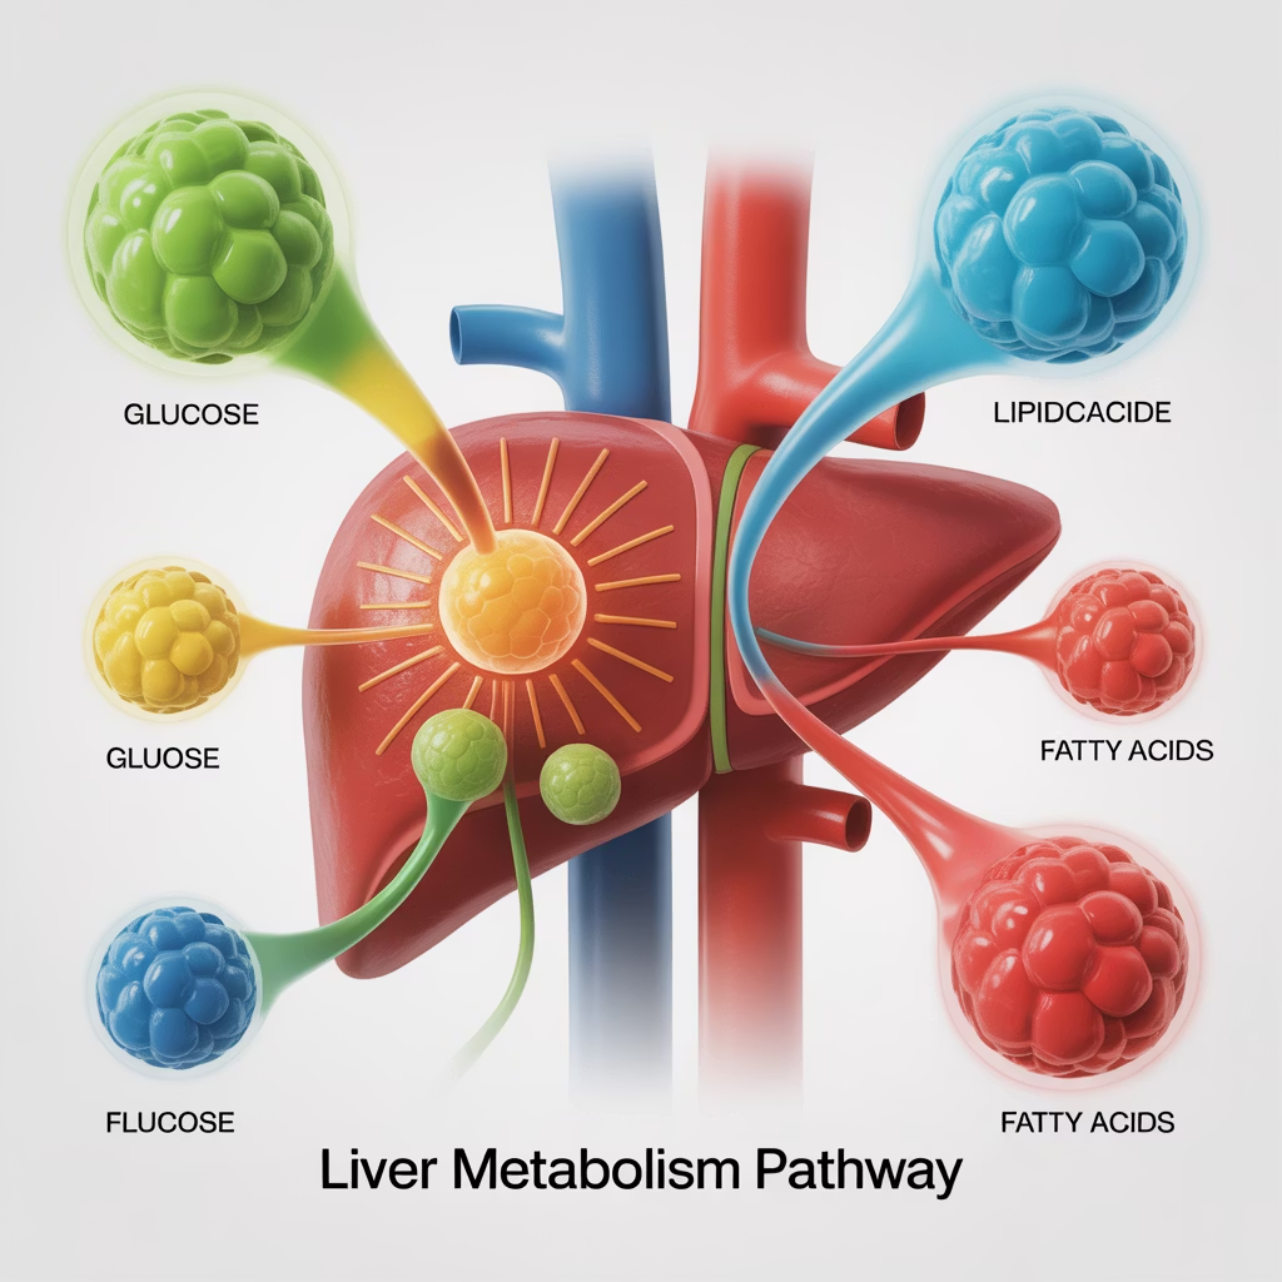 GLUCOSE
LIPIDCACIDE
GLUOSE
FATTY ACIDS
FLUCOSE
FATTY ACIDS
Liver Metabolism Pathway